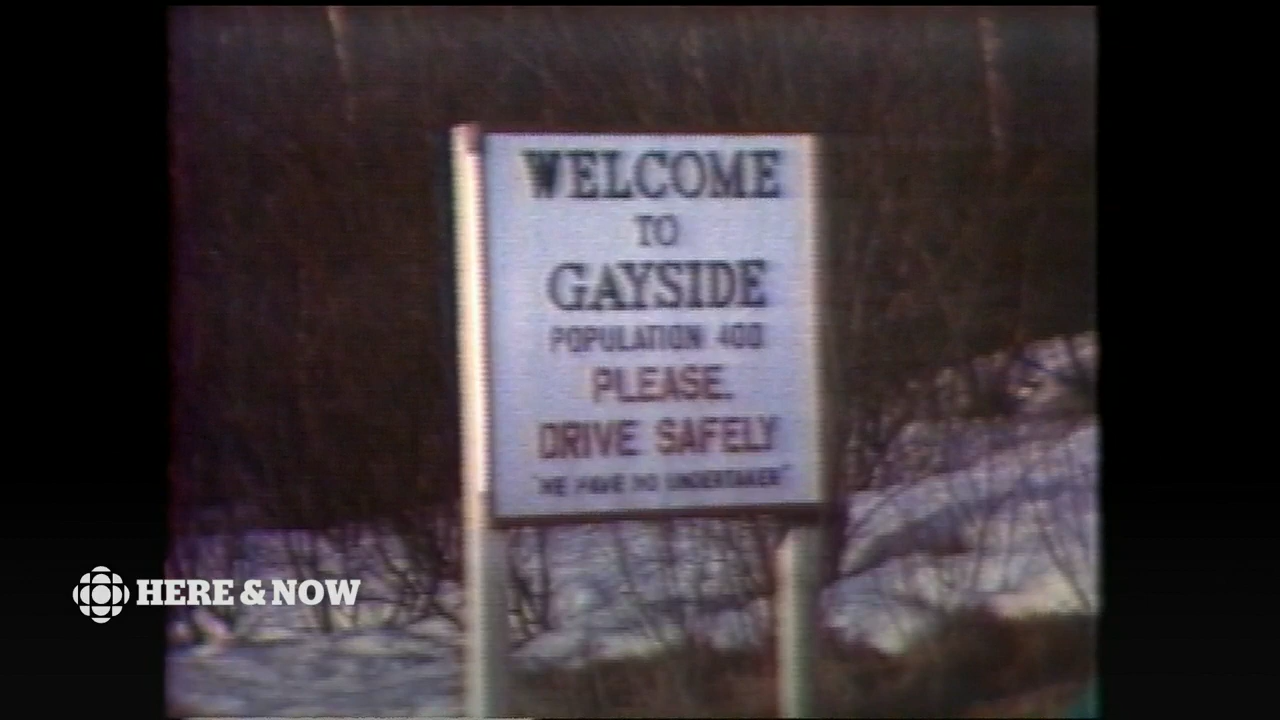 WELCOME
TO
GAYSIDE
POPULATION 400
PLEASE.
DRIVE SAFELY
"WE HAVE NO UNDERTAKER"
HERE & NOW